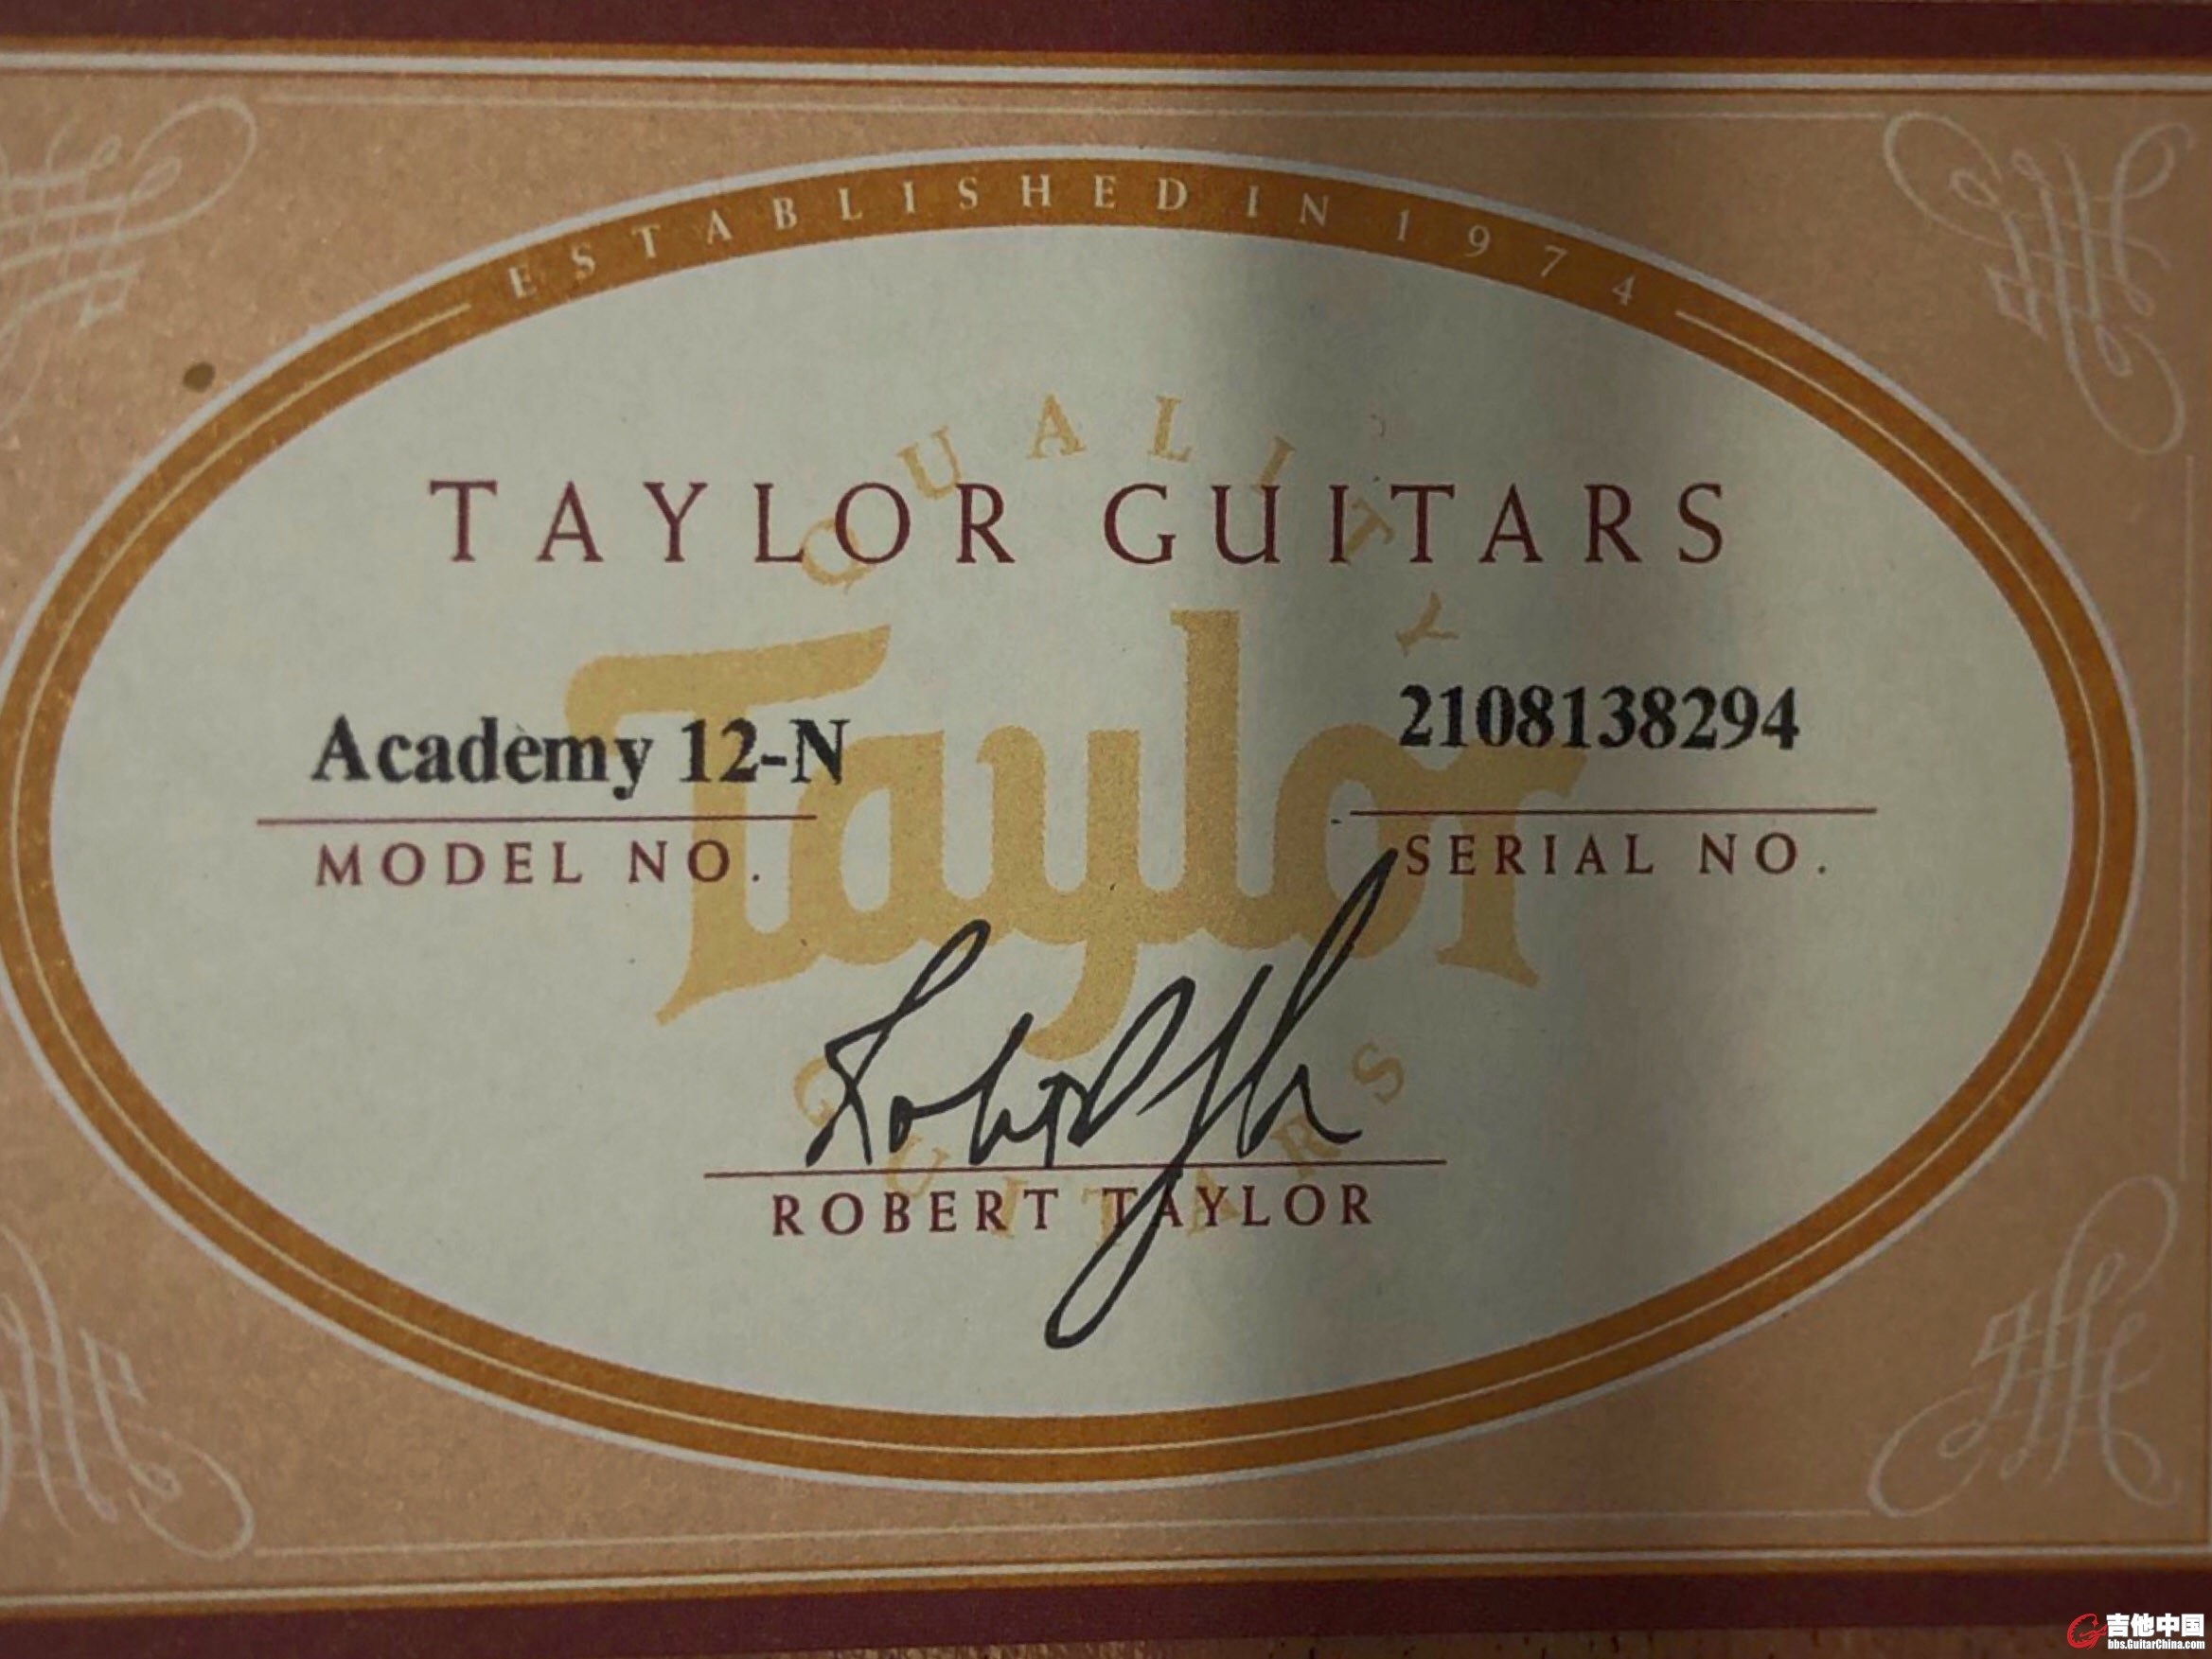 ESTABLISHED IN 1974
QUALITY
TAYLOR GUITARS
Taylor
Academy 12-N
2108138294
MODEL NO.
SERIAL NO.
GUITARS
ROBERT TAYLOR
吉他中国
bbs.GuitarChina.com